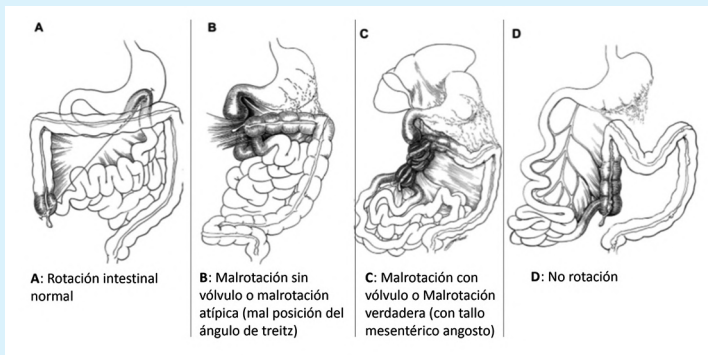 A
B
C
D
A: Rotación intestinal
normal
B: Malrotación sin
vólvulo o malrotación
atípica (mal posición del
ángulo de treitz)
C: Malrotación con
vólvulo o Malrotación
verdadera (con tallo
mesentérico angosto)
D: No rotación